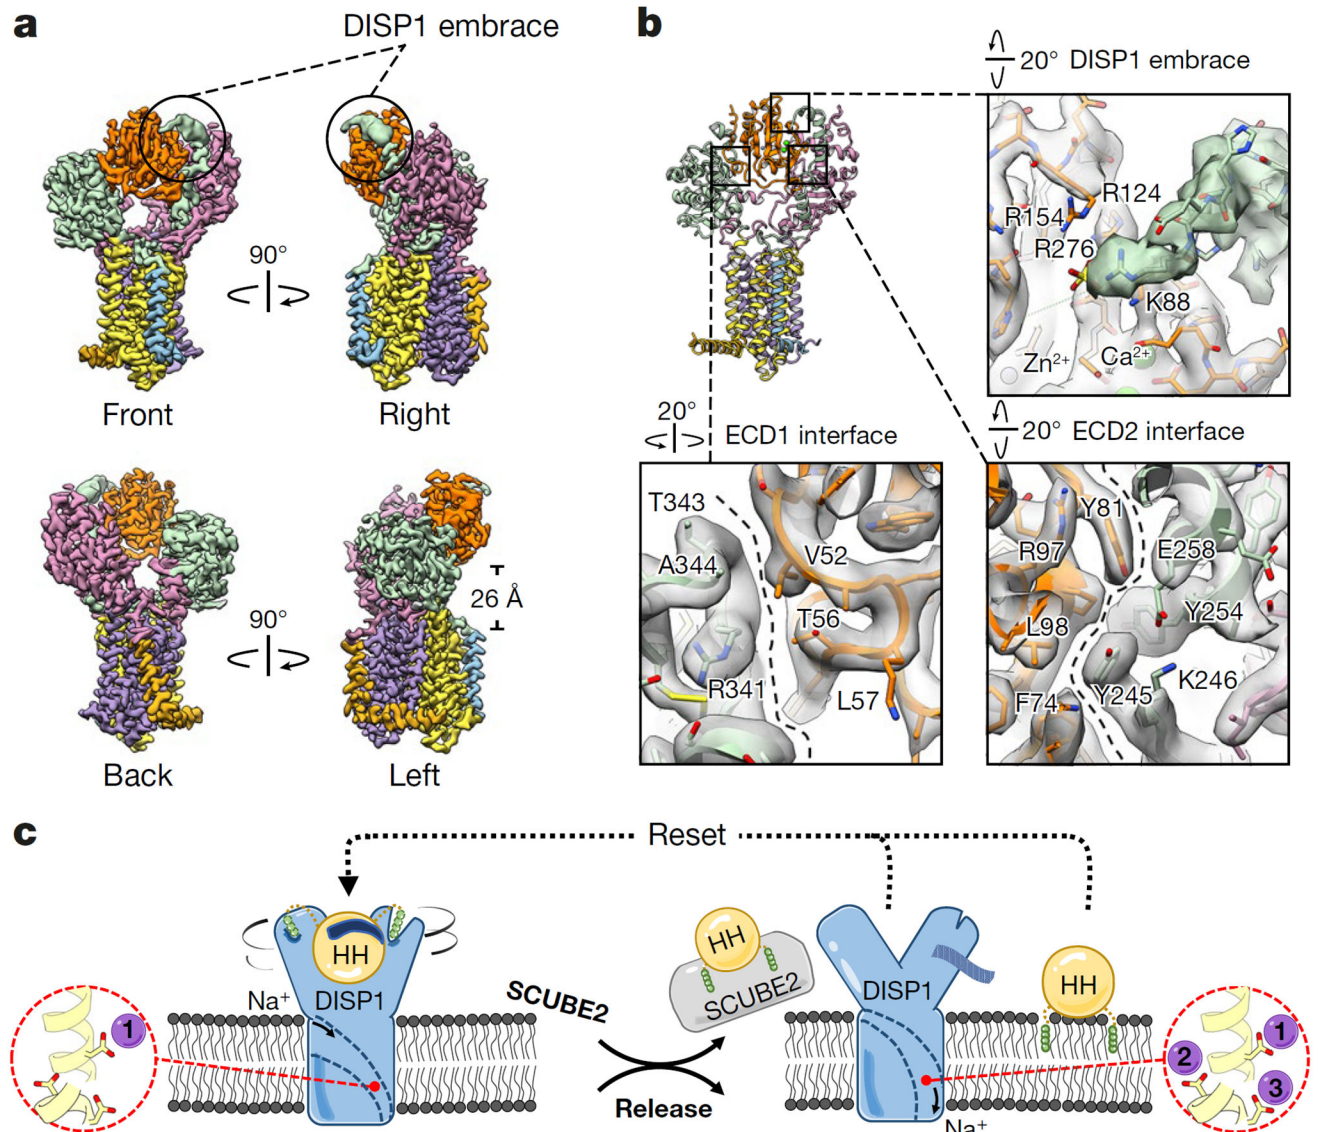 a
DISP1 embrace
90°
Front
Right
90°
26 Å
Back
Left
b
20° DISP1 embrace
R124
R154
R276
K88
Zn²⁺
Ca²⁺
20°
ECD1 interface
T343
A344
V52
T56
R341
L57
20° ECD2 interface
Y81
R97
E258
Y254
L98
K246
Y245
F74
c
Reset
HH
Na⁺
DISP1
1
SCUBE2
Release
HH
SCUBE2
DISP1
HH
1
2
3
Na⁺